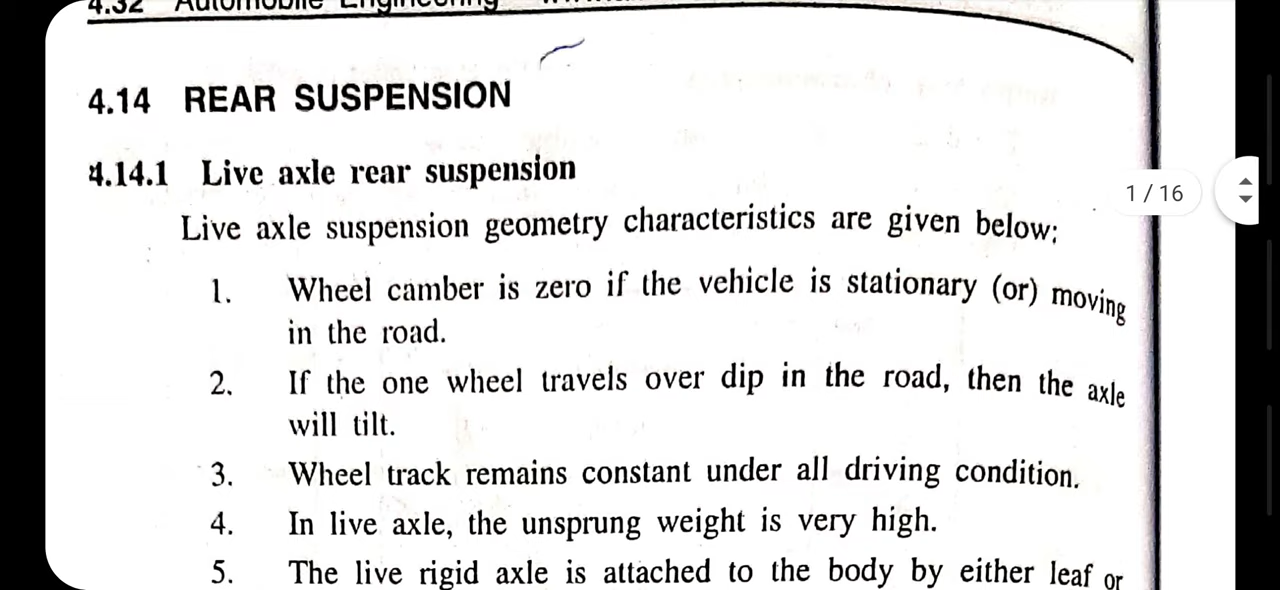 4.32 Automobile Engineering
4.14 REAR SUSPENSION
4.14.1 Live axle rear suspension
Live axle suspension geometry characteristics are given below:
1 / 16
1. Wheel camber is zero if the vehicle is stationary (or) moving
in the road.
2. If the one wheel travels over dip in the road, then the axle
will tilt.
3. Wheel track remains constant under all driving condition.
4. In live axle, the unsprung weight is very high.
5. The live rigid axle is attached to the body by either leaf or